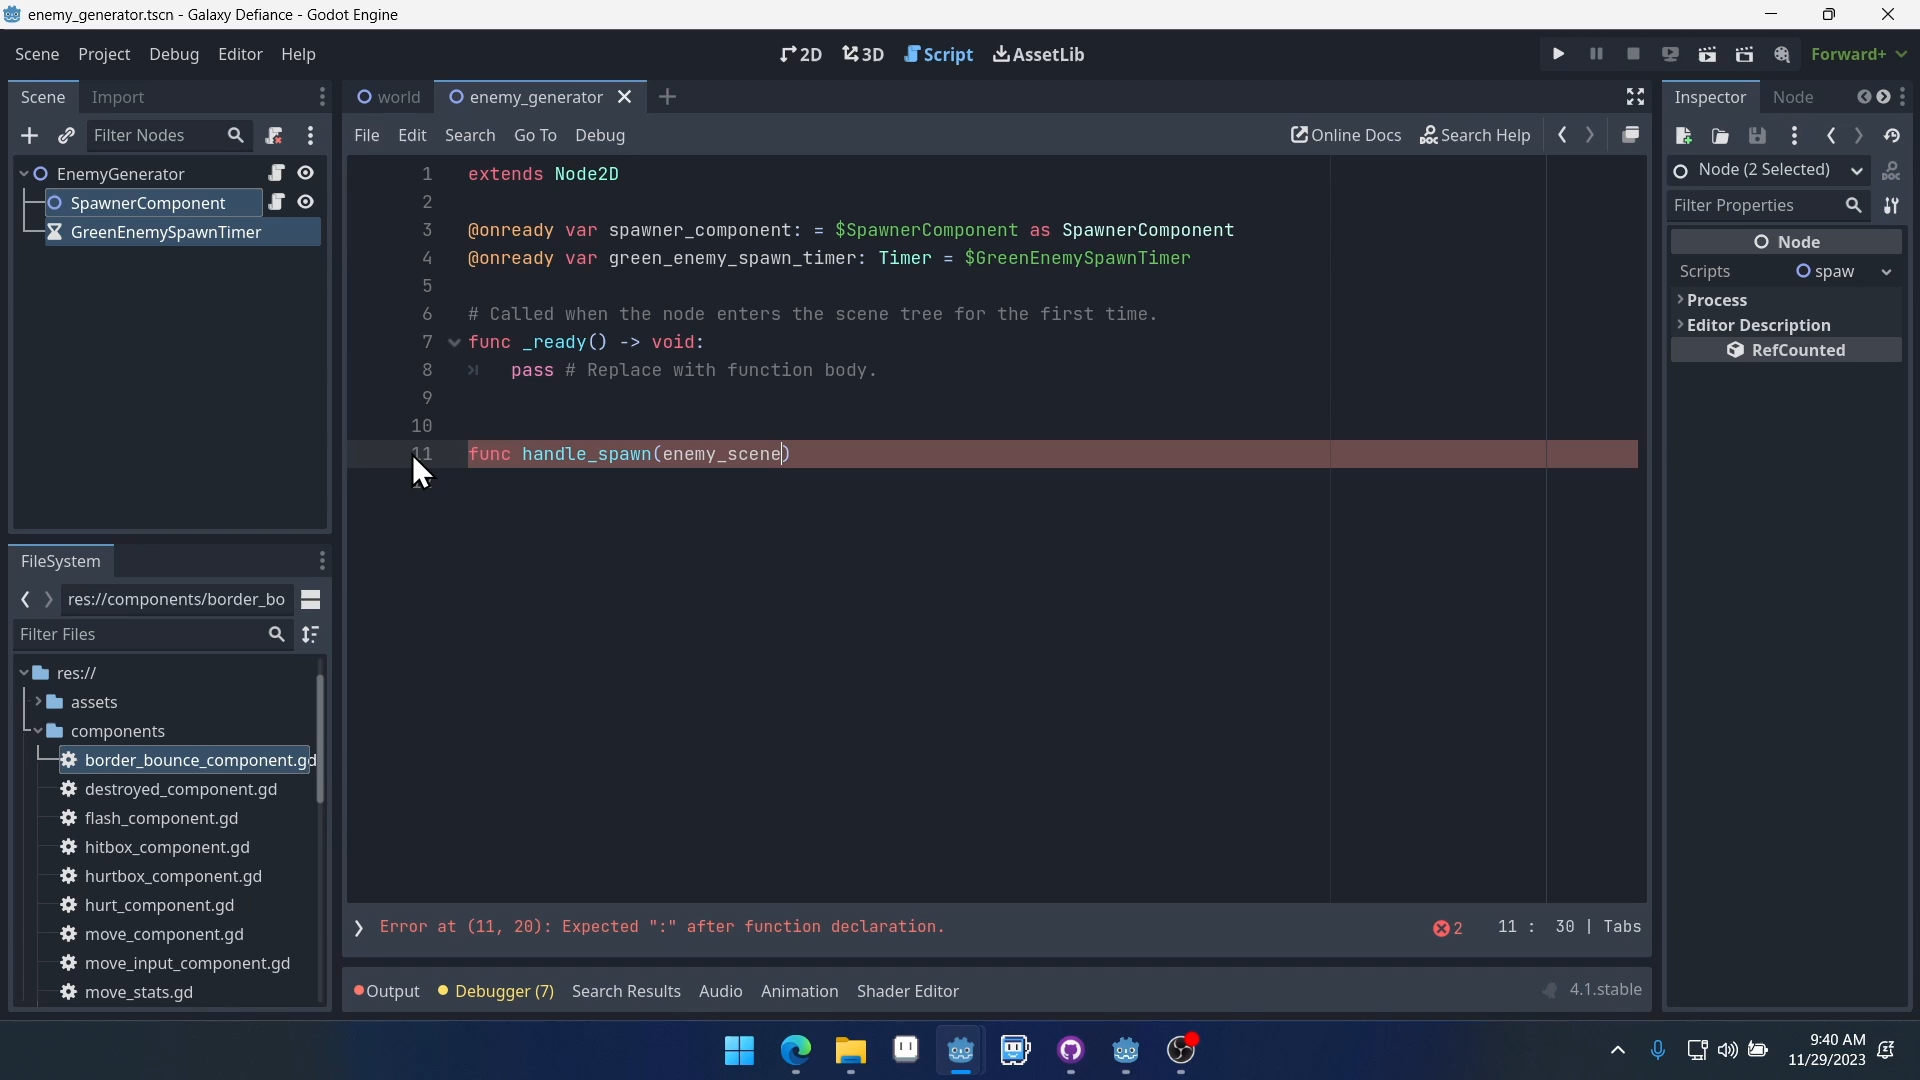 enemy_generator.tscn - Galaxy Defiance - Godot Engine
Scene Project Debug Editor Help
2D 3D Script AssetLib
Forward+
Scene Import
world enemy_generator
Inspector Node
Filter Nodes
File Edit Search Go To Debug
Online Docs Search Help
EnemyGenerator
SpawnerComponent
GreenEnemySpawnTimer
1 extends Node2D
2
3 @onready var spawner_component: = $SpawnerComponent as SpawnerComponent
4 @onready var green_enemy_spawn_timer: Timer = $GreenEnemySpawnTimer
5
6 # Called when the node enters the scene tree for the first time.
7 func _ready() -> void:
8 pass # Replace with function body.
9
10
11 func handle_spawn(enemy_scene)
Node (2 Selected)
Filter Properties
Node
Scripts spaw
Process
Editor Description
RefCounted
FileSystem
res://components/border_bo
Filter Files
res://
assets
components
border_bounce_component.gd
destroyed_component.gd
flash_component.gd
hitbox_component.gd
hurtbox_component.gd
hurt_component.gd
move_component.gd
move_input_component.gd
move_stats.gd
Error at (11, 20): Expected ":" after function declaration.
2 11 : 30 | Tabs
Output Debugger (7) Search Results Audio Animation Shader Editor
4.1.stable
9:40 AM
11/29/2023